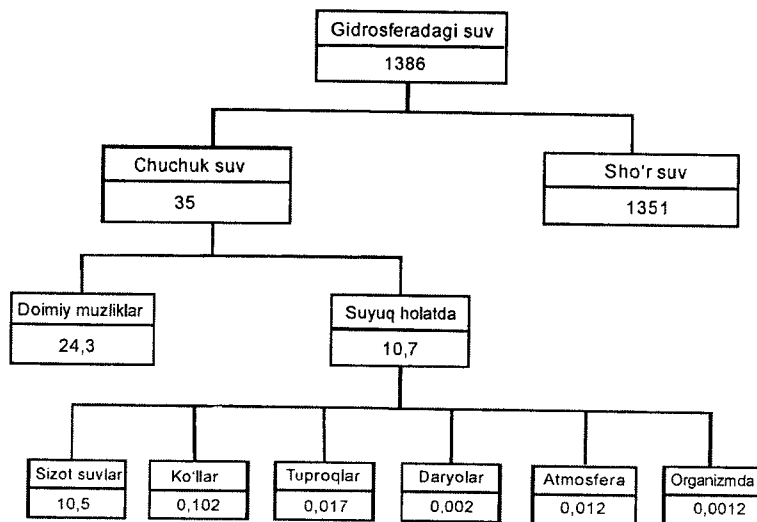 Gidrosferadagi suv
1386
Chuchuk suv
35
Sho'r suv
1351
Doimiy muzliklar
24,3
Suyuq holatda
10,7
Sizot suvlar
10,5
Ko'llar
0,102
Tuproqlar
0,017
Daryolar
0,002
Atmosfera
0,012
Organizmda
0,0012